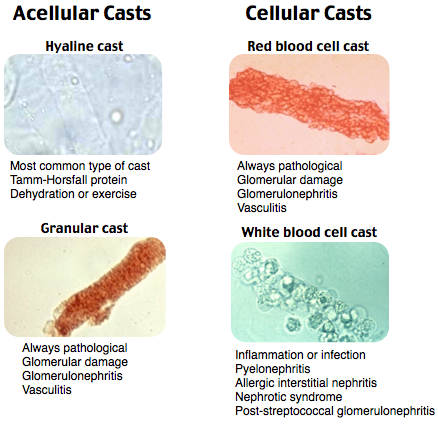 Acellular Casts
Hyaline cast
Most common type of cast
Tamm-Horsfall protein
Dehydration or exercise
Granular cast
Always pathological
Glomerular damage
Glomerulonephritis
Vasculitis
Cellular Casts
Red blood cell cast
Always pathological
Glomerular damage
Glomerulonephritis
Vasculitis
White blood cell cast
Inflammation or infection
Pyelonephritis
Allergic interstitial nephritis
Nephrotic syndrome
Post-streptococcal glomerulonephritis